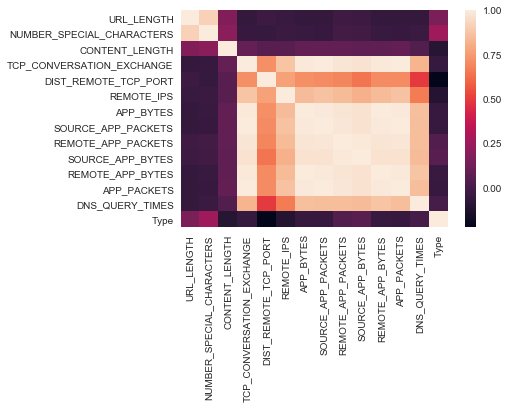 URL_LENGTH
NUMBER_SPECIAL_CHARACTERS
CONTENT_LENGTH
TCP_CONVERSATION_EXCHANGE
DIST_REMOTE_TCP_PORT
REMOTE_IPS
APP_BYTES
SOURCE_APP_PACKETS
REMOTE_APP_PACKETS
SOURCE_APP_BYTES
REMOTE_APP_BYTES
APP_PACKETS
DNS_QUERY_TIMES
Type
URL_LENGTH
NUMBER_SPECIAL_CHARACTERS
CONTENT_LENGTH
TCP_CONVERSATION_EXCHANGE
DIST_REMOTE_TCP_PORT
REMOTE_IPS
APP_BYTES
SOURCE_APP_PACKETS
REMOTE_APP_PACKETS
SOURCE_APP_BYTES
REMOTE_APP_BYTES
APP_PACKETS
DNS_QUERY_TIMES
Type
1.00
0.75
0.50
0.25
0.00